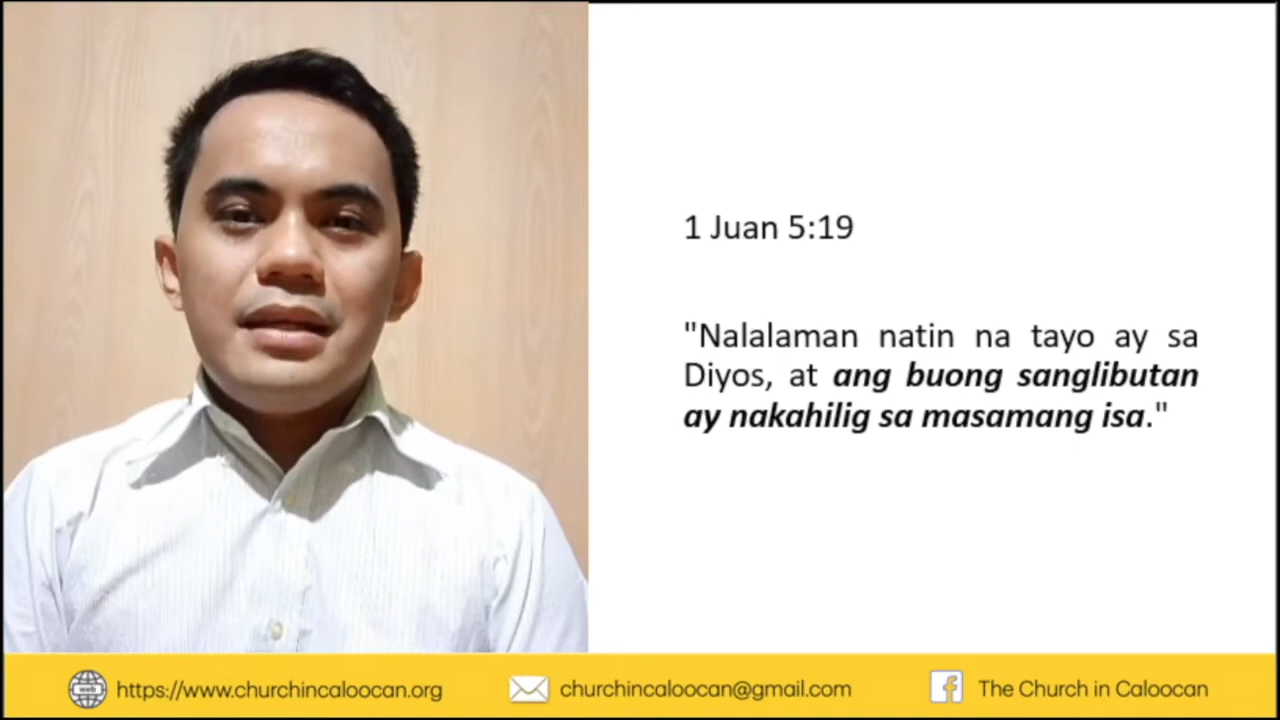 1 Juan 5:19
"Nalalaman natin na tayo ay sa
Diyos, at ang buong sanglibutan
ay nakahilig sa masamang isa."
web
https://www.churchincaloocan.org
churchincaloocan@gmail.com
The Church in Caloocan